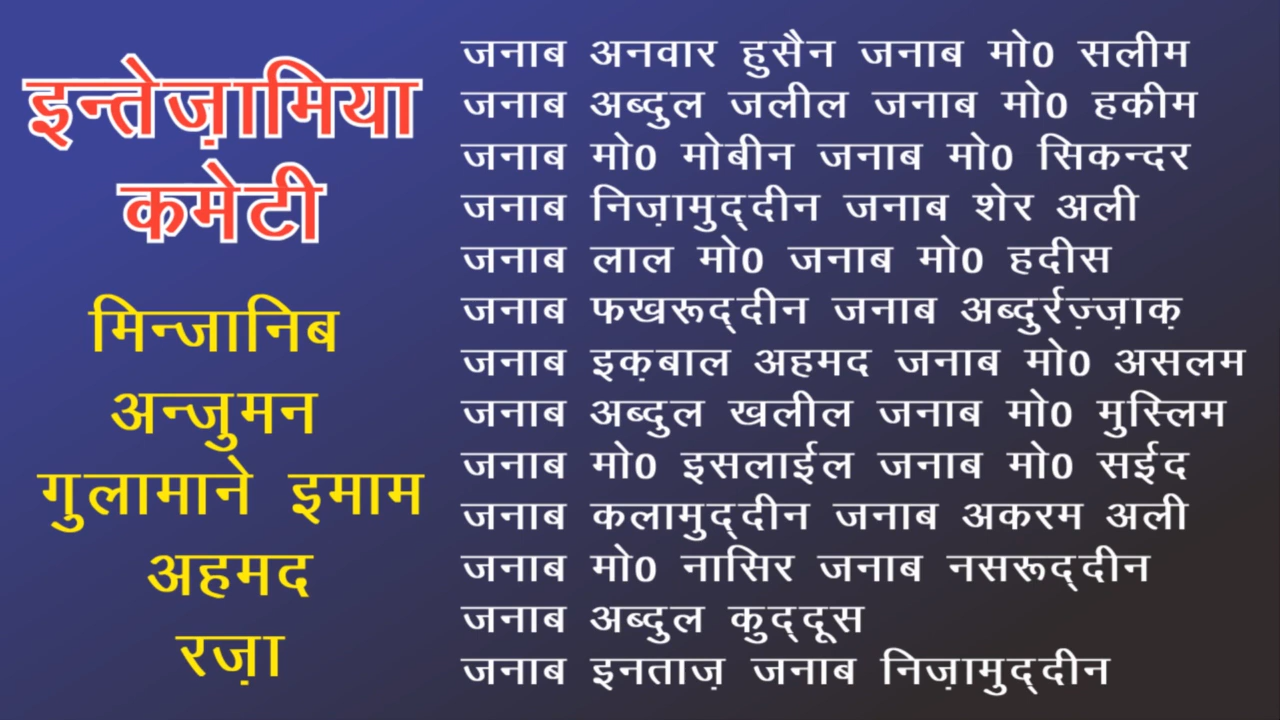 इन्तेज़ामिया
कमेटी
मिन्जानिब
अन्जुमन
गुलामाने इमाम
अहमद
रज़ा
जनाब अनवार हुसैन जनाब मो0 सलीम
जनाब अब्दुल जलील जनाब मो0 हकीम
जनाब मो0 मोबीन जनाब मो0 सिकन्दर
जनाब निज़ामुद्दीन जनाब शेर अली
जनाब लाल मो0 जनाब मो0 हदीस
जनाब फखरूद्दीन जनाब अब्दुर्रज़्ज़ाक़
जनाब इक़बाल अहमद जनाब मो0 असलम
जनाब अब्दुल खलील जनाब मो0 मुस्लिम
जनाब मो0 इसलाईल जनाब मो0 सईद
जनाब कलामुद्दीन जनाब अकरम अली
जनाब मो0 नासिर जनाब नसरूद्दीन
जनाब अब्दुल क़ुद्दूस
जनाब इनताज़ जनाब निज़ामुद्दीन